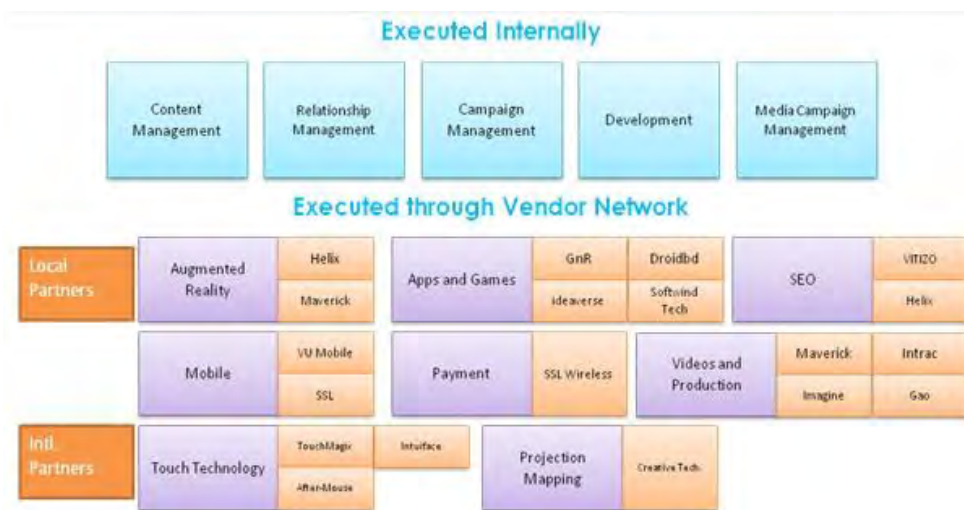 Executed Internally
Content
Management
Relationship
Management
Campaign
Management
Development
Media Campaign
Management
Executed through Vendor Network
Local
Partners
Augmented
Reality
Helix
Maverick
Apps and Games
GnR
Droidbd
Ideaverse
Softwind
Tech
SEO
VITIZO
Helix
Mobile
VU Mobile
SSL
Payment
SSL Wireless
Videos and
Production
Maverick
Intrac
Imagine
Gao
Intl.
Partners
Touch Technology
TouchMagix
Intuiface
After-Mouse
Projection
Mapping
Creative Tech.